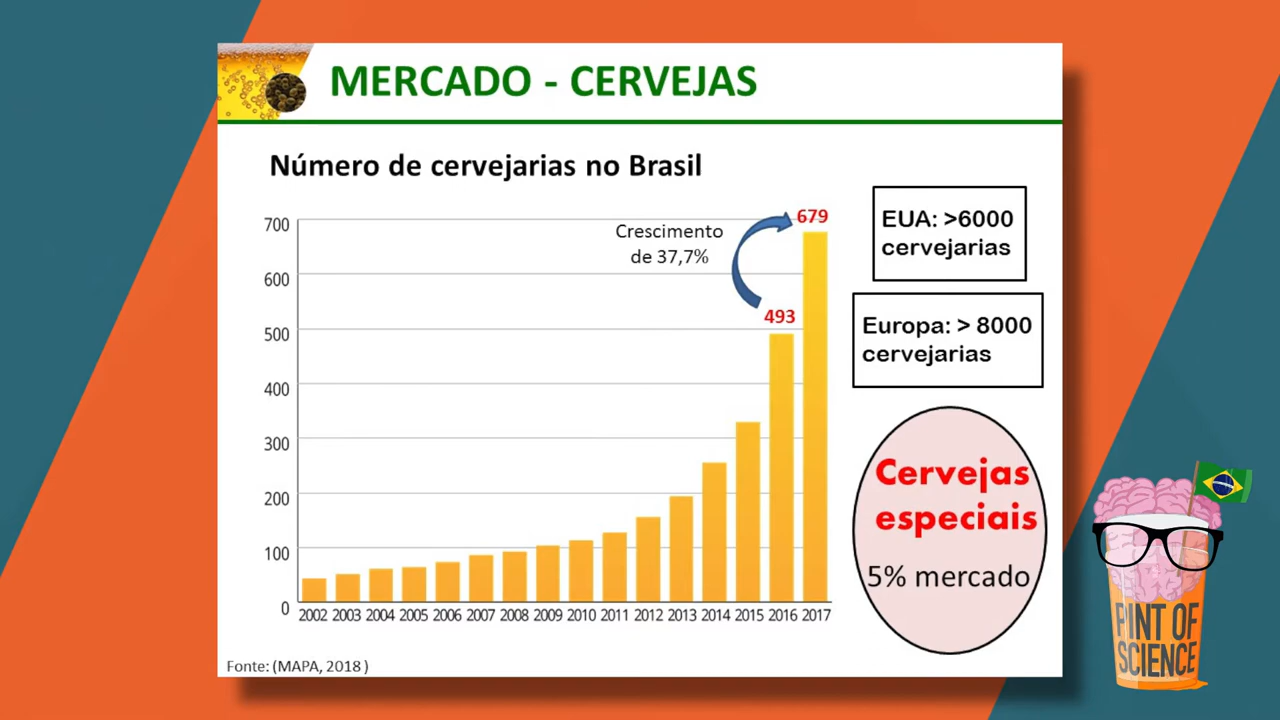 MERCADO - CERVEJAS
Número de cervejarias no Brasil
700
600
500
400
300
200
100
0
Crescimento
de 37,7%
679
493
2002 2003 2004 2005 2006 2007 2008 2009 2010 2011 2012 2013 2014 2015 2016 2017
EUA: >6000
cervejarias
Europa: > 8000
cervejarias
Cervejas
especiais
5% mercado
Fonte: (MAPA, 2018 )
PINT OF
SCIENCE